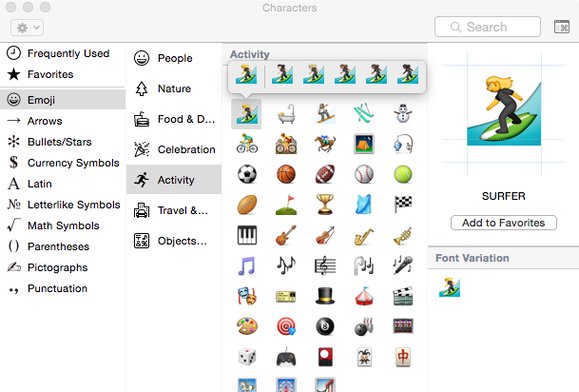 Characters
Search
Frequently Used
Favorites
Emoji
Arrows
Bullets/Stars
Currency Symbols
Latin
Letterlike Symbols
Math Symbols
Parentheses
Pictographs
Punctuation
People
Nature
Food & D...
Celebration
Activity
Travel &...
Objects...
Activity
SURFER
Add to Favorites
Font Variation